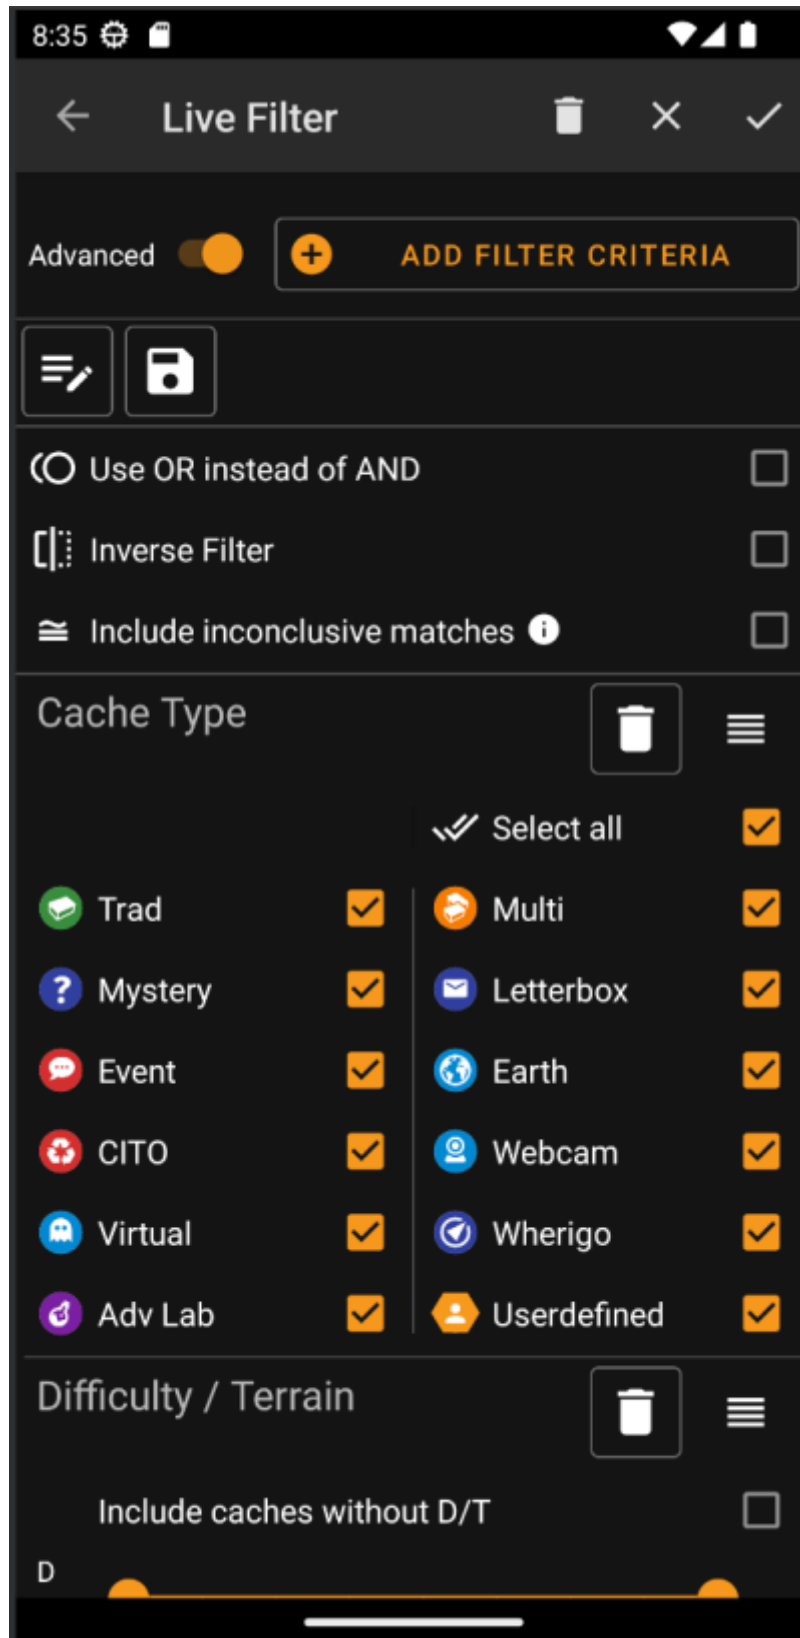 8:35
Live Filter
Advanced
ADD FILTER CRITERIA
Use OR instead of AND
Inverse Filter
Include inconclusive matches
Cache Type
Select all
Trad
Multi
Mystery
Letterbox
Event
Earth
CITO
Webcam
Virtual
Wherigo
Adv Lab
Userdefined
Difficulty / Terrain
Include caches without D/T
D